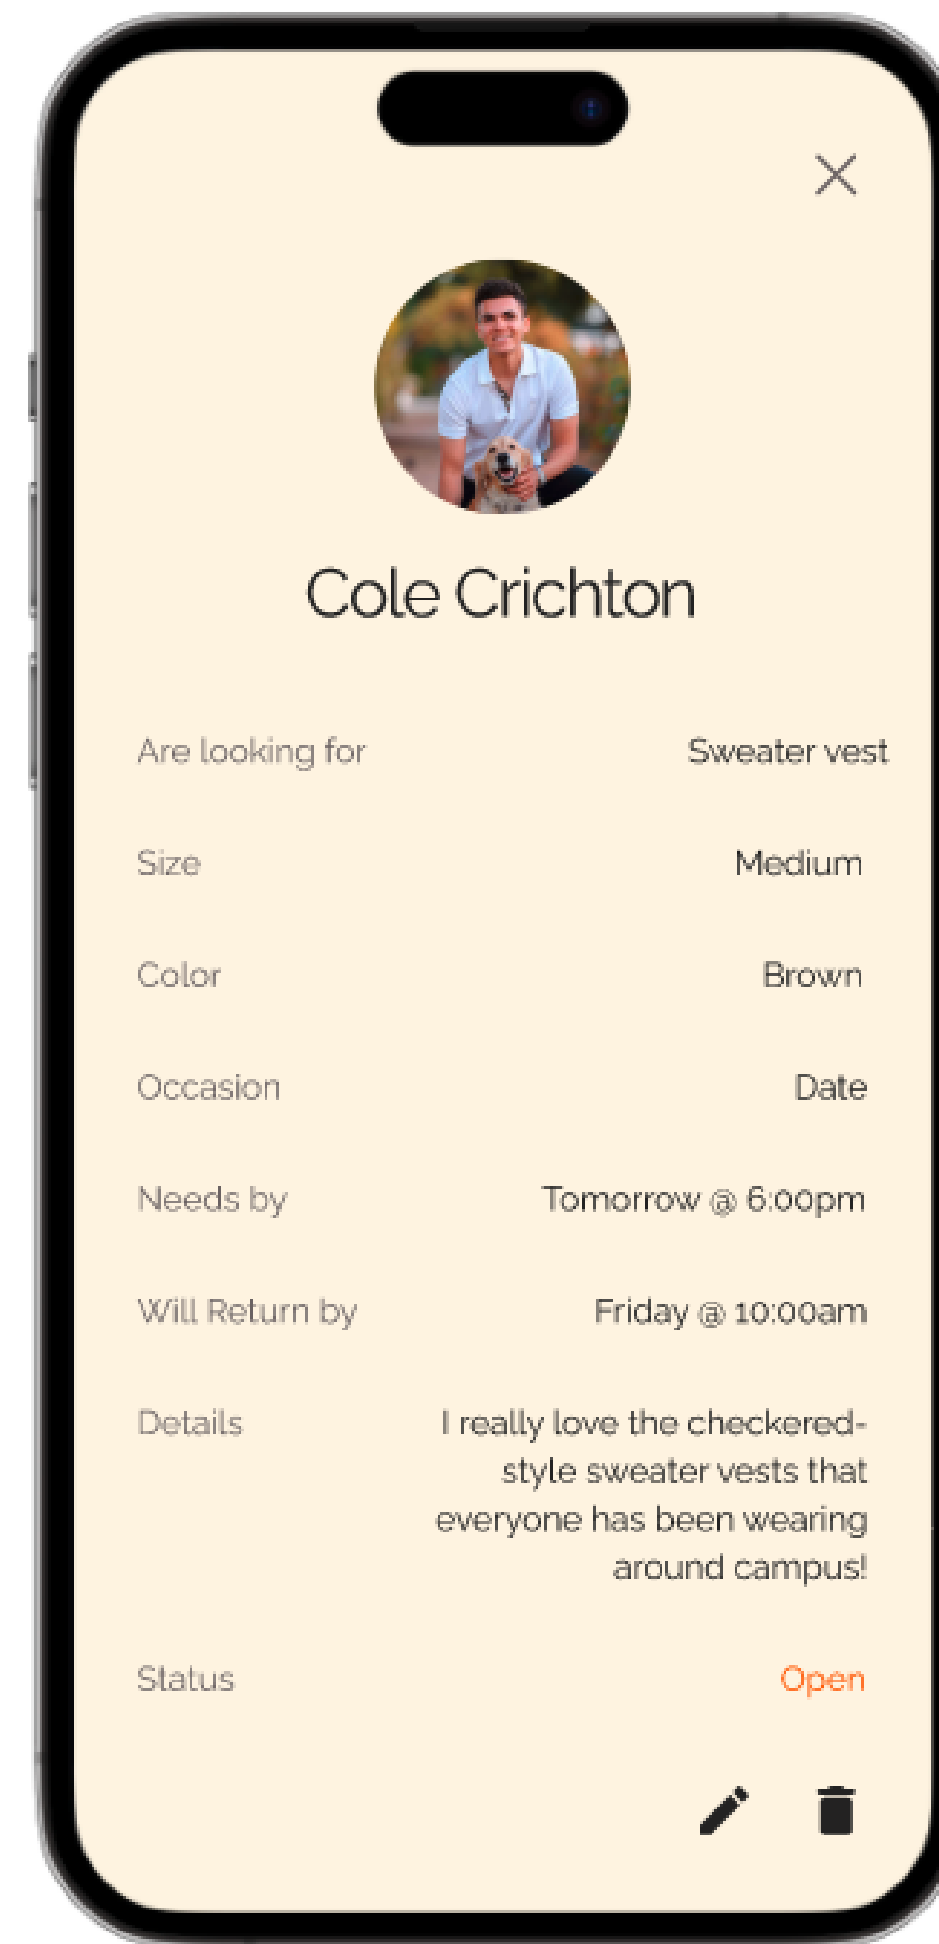 Cole Crichton
Are looking for Sweater vest
Size Medium
Color Brown
Occasion Date
Needs by Tomorrow @ 6:00pm
Will Return by Friday @ 10:00am
Details I really love the checkered-
style sweater vests that
everyone has been wearing
around campus!
Status Open